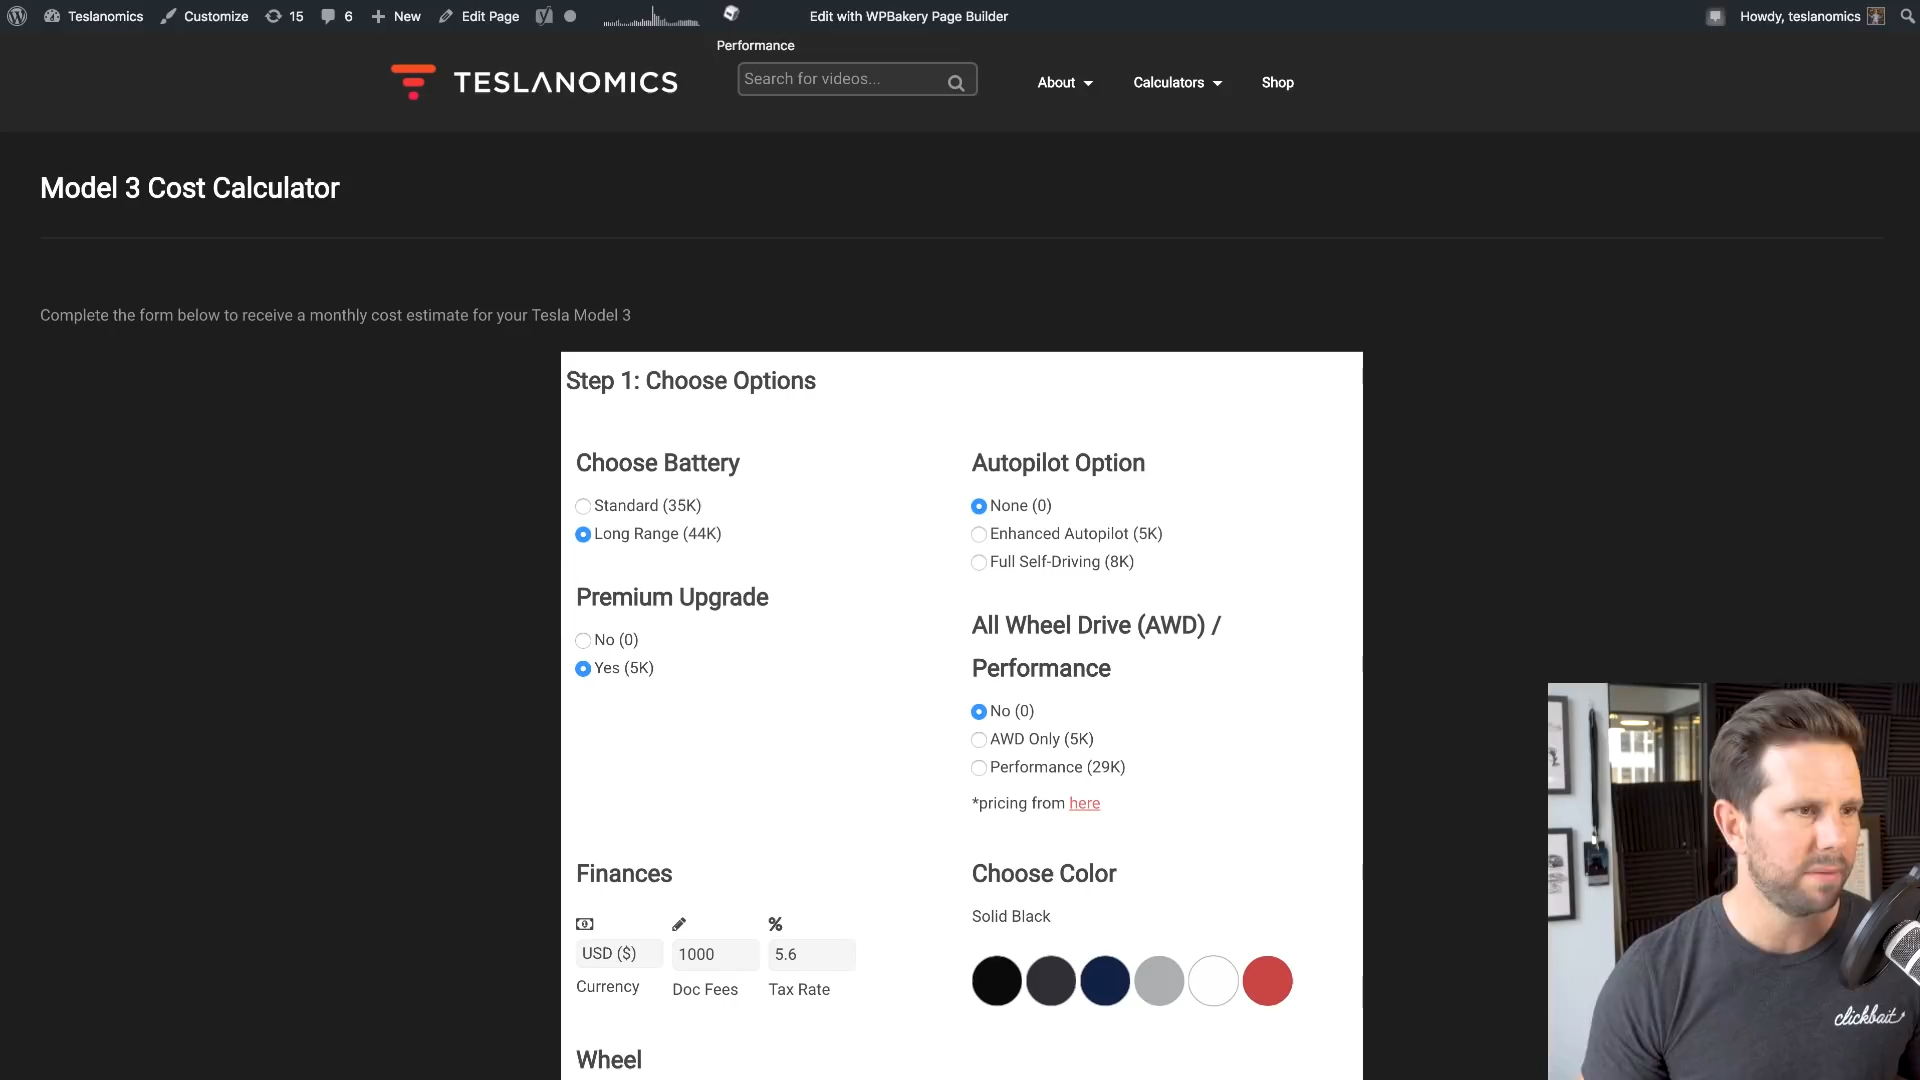 Teslanomics Customize 15 6 New Edit Page Edit with WPBakery Page Builder Howdy, teslanomics
Performance
TESLANOMICS
Search for videos...
About Calculators Shop
Model 3 Cost Calculator
Complete the form below to receive a monthly cost estimate for your Tesla Model 3
Step 1: Choose Options
Choose Battery
Standard (35K)
Long Range (44K)
Premium Upgrade
No (0)
Yes (5K)
Autopilot Option
None (0)
Enhanced Autopilot (5K)
Full Self-Driving (8K)
All Wheel Drive (AWD) /
Performance
No (0)
AWD Only (5K)
Performance (29K)
*pricing from here
Finances
USD ($) 1000 5.6
Currency Doc Fees Tax Rate
Choose Color
Solid Black
Wheel
clickbait